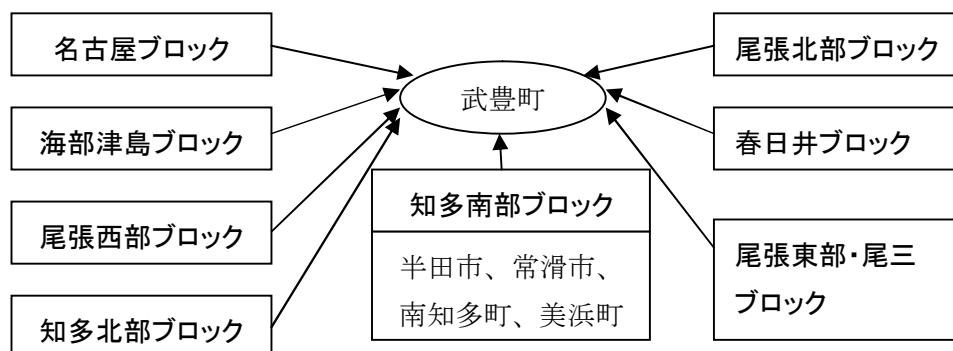 名古屋ブロック
海部津島ブロック
尾張西部ブロック
知多北部ブロック
武豊町
知多南部ブロック
半田市、常滑市、
南知多町、美浜町
尾張北部ブロック
春日井ブロック
尾張東部・尾三
ブロック